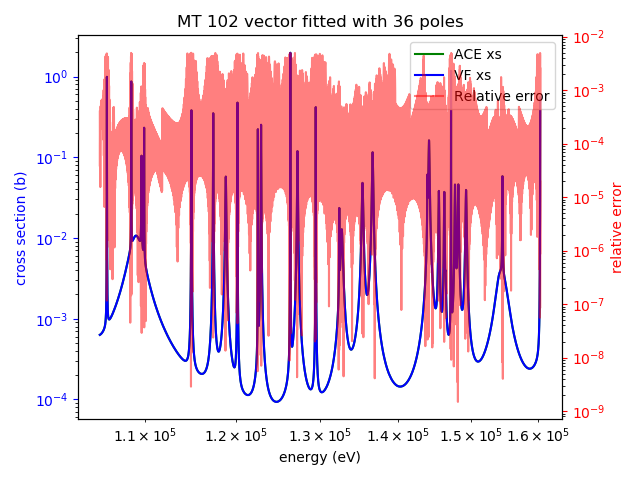 MT 102 vector fitted with 36 poles
ACE xs
VF xs
Relative error
cross section (b)
10⁰
10⁻¹
10⁻²
10⁻³
10⁻⁴
relative error
10⁻²
10⁻³
10⁻⁴
10⁻⁵
10⁻⁶
10⁻⁷
10⁻⁸
10⁻⁹
1.1 × 10⁵ 1.2 × 10⁵ 1.3 × 10⁵ 1.4 × 10⁵ 1.5 × 10⁵ 1.6 × 10⁵
energy (eV)